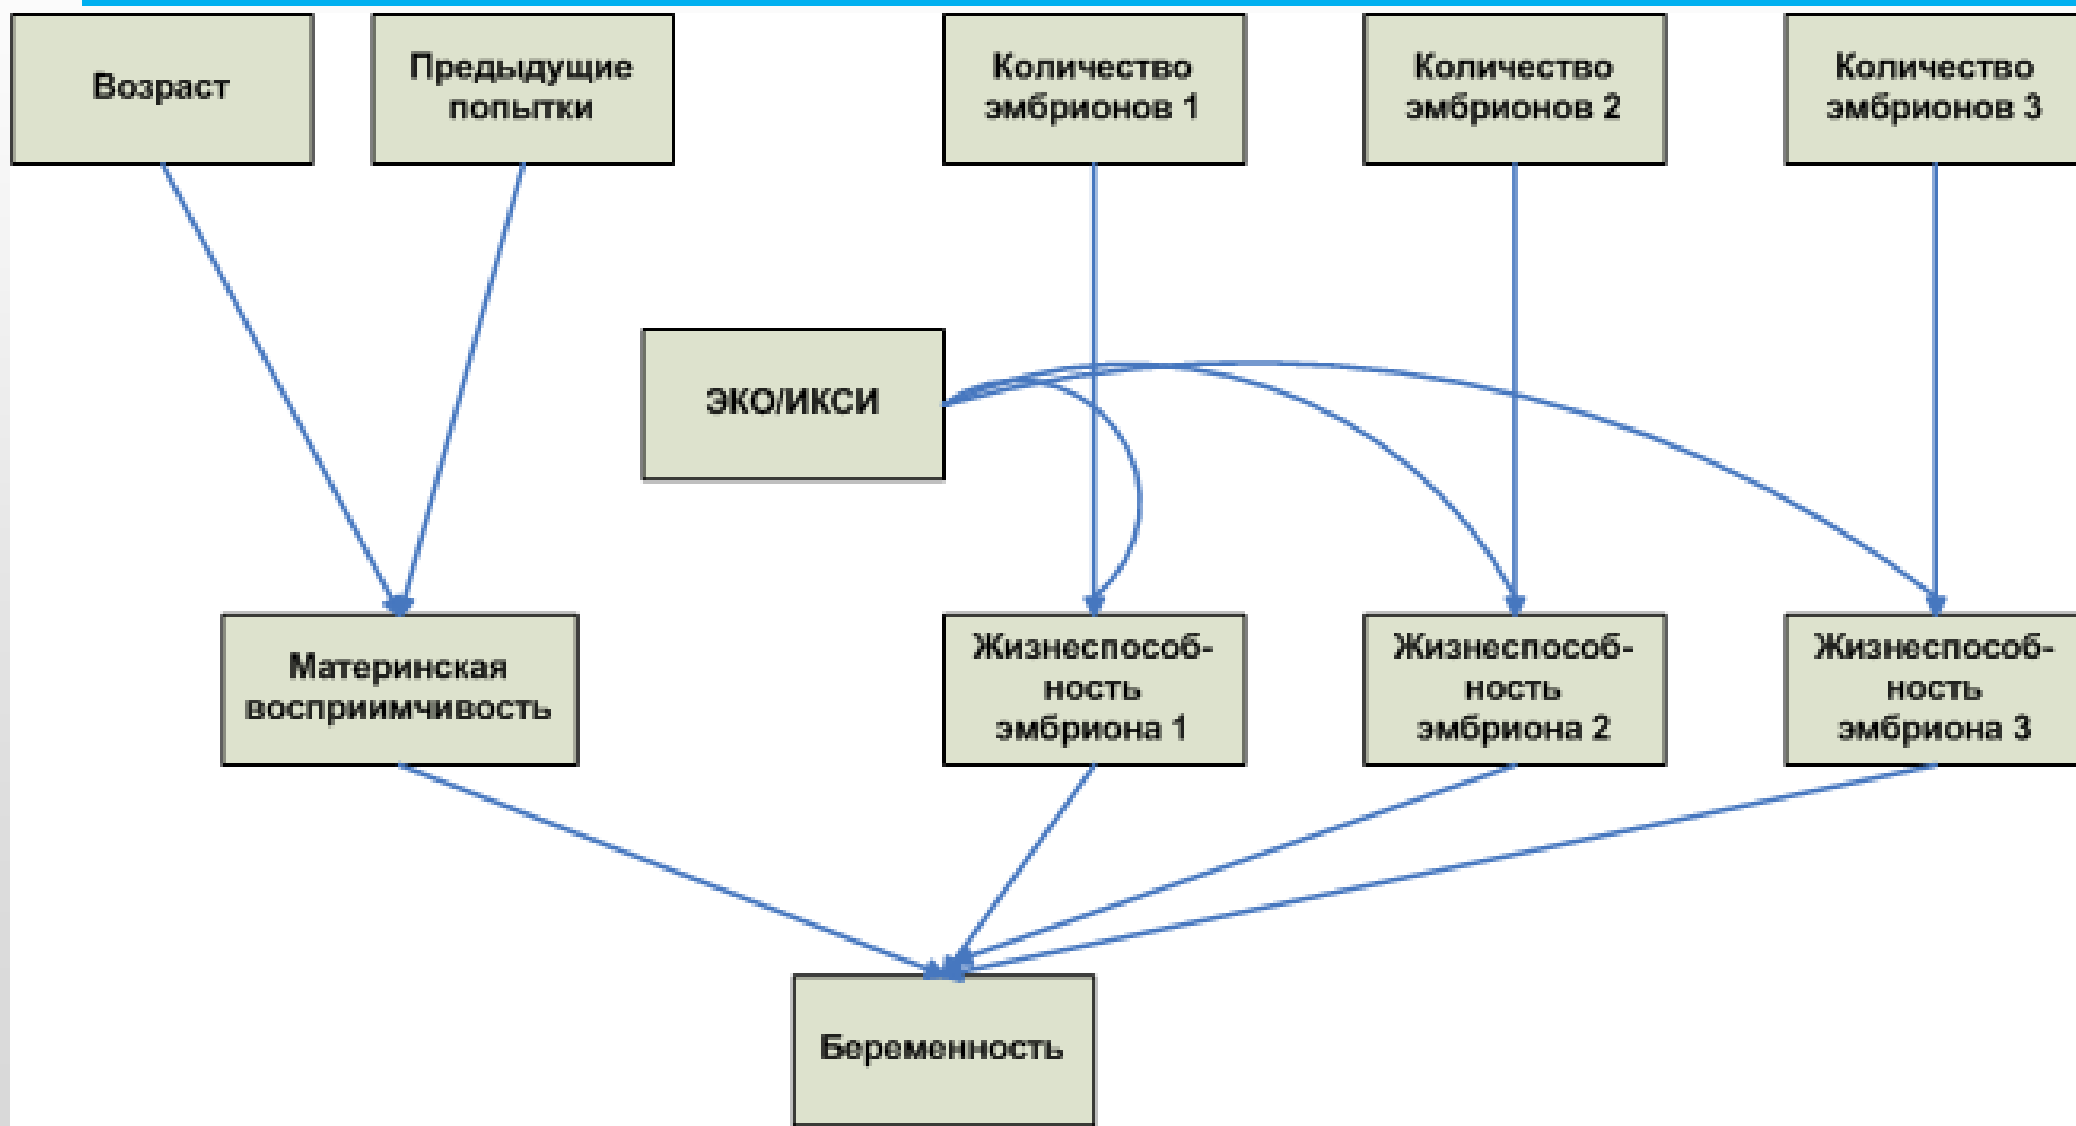 Возраст
Предыдущие
попытки
Количество
эмбрионов 1
Количество
эмбрионов 2
Количество
эмбрионов 3
ЭКО/ИКСИ
Материнская
восприимчивость
Жизнеспособ-
ность
эмбриона 1
Жизнеспособ-
ность
эмбриона 2
Жизнеспособ-
ность
эмбриона 3
Беременность